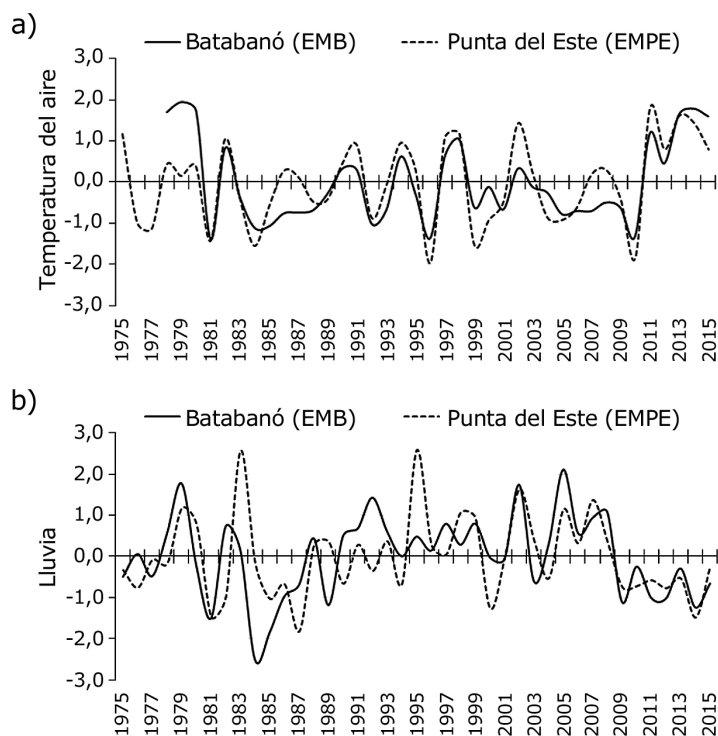 a)
Batabanó (EMB) Punta del Este (EMPE)
Temperatura del aire
3,0
2,0
1,0
0,0
-1,0
-2,0
-3,0
1975 1977 1979 1981 1983 1985 1987 1989 1991 1993 1995 1997 1999 2001 2003 2005 2007 2009 2011 2013 2015
b)
Batabanó (EMB) Punta del Este (EMPE)
Lluvia
3,0
2,0
1,0
0,0
-1,0
-2,0
-3,0
1975 1977 1979 1981 1983 1985 1987 1989 1991 1993 1995 1997 1999 2001 2003 2005 2007 2009 2011 2013 2015